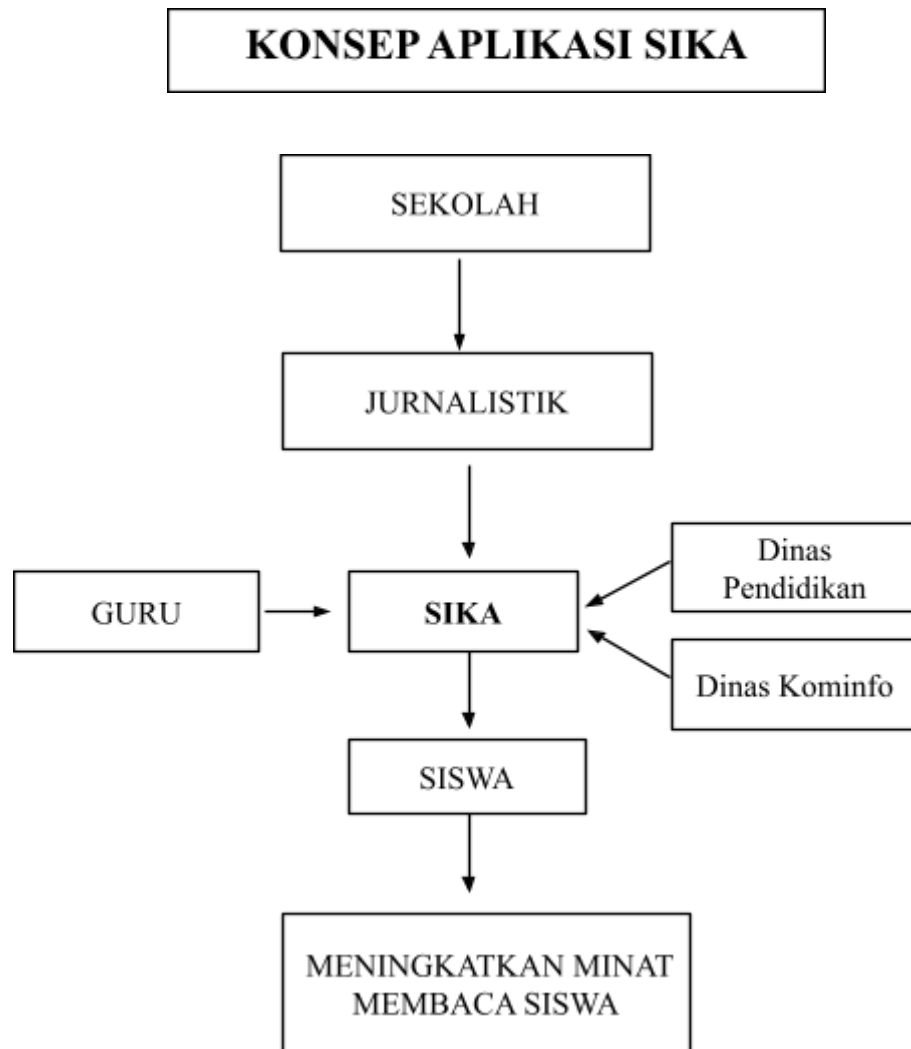 KONSEP APLIKASI SIKA
SEKOLAH
JURNALISTIK
Dinas
Pendidikan
GURU
SIKA
Dinas Kominfo
SISWA
MENINGKATKAN MINAT
MEMBACA SISWA